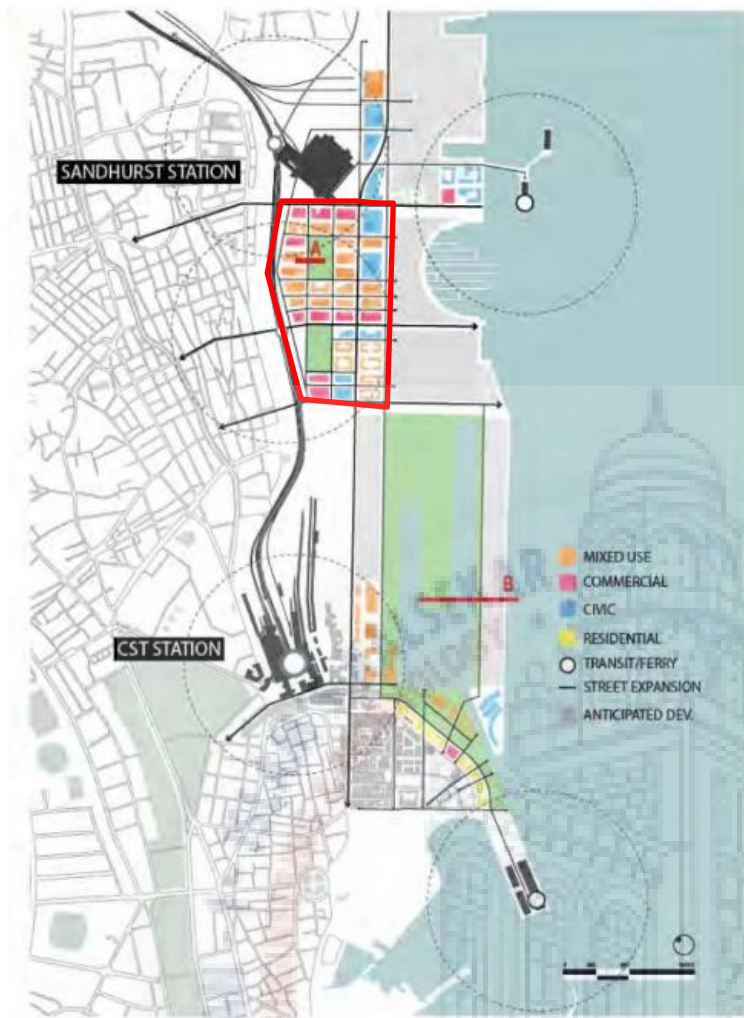 SANDHURST STATION
A
B
MIXED USE
COMMERCIAL
CIVIC
RESIDENTIAL
TRANSIT/FERRY
STREET EXPANSION
ANTICIPATED DEV.
CST STATION